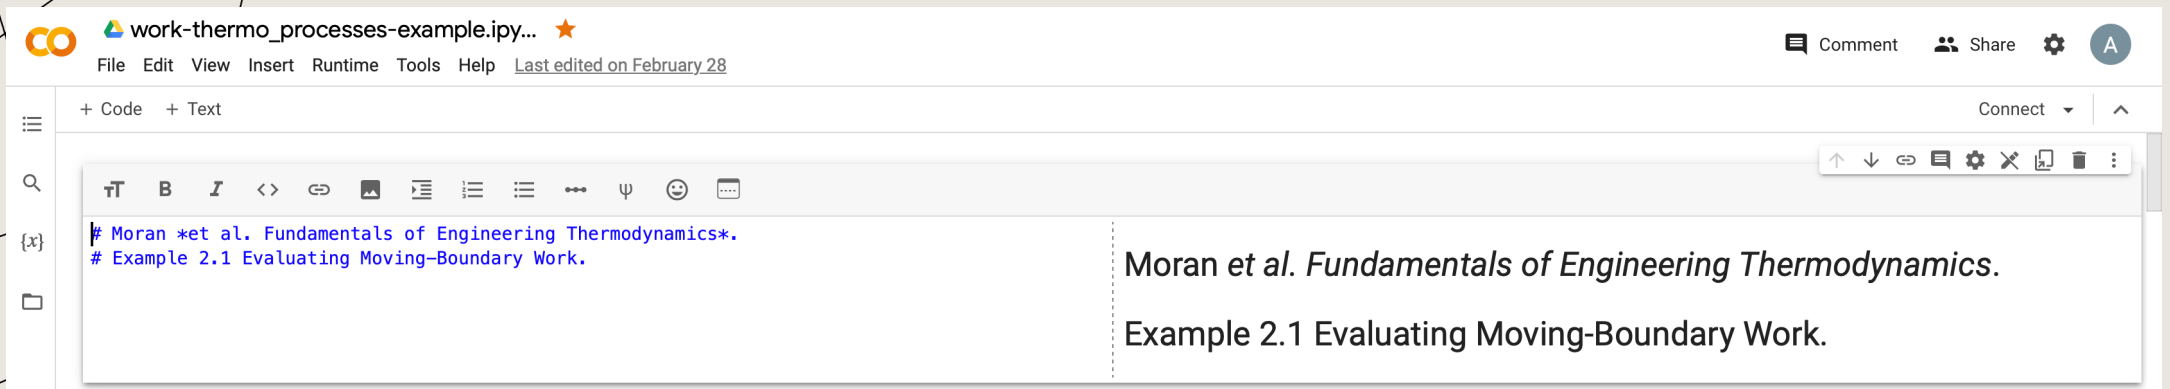 work-thermo_processes-example.ipy...
Comment Share A
File Edit View Insert Runtime Tools Help Last edited on February 28
+ Code + Text Connect
{x}
# Moran *et al. Fundamentals of Engineering Thermodynamics*.
# Example 2.1 Evaluating Moving-Boundary Work.
Moran et al. Fundamentals of Engineering Thermodynamics.
Example 2.1 Evaluating Moving-Boundary Work.